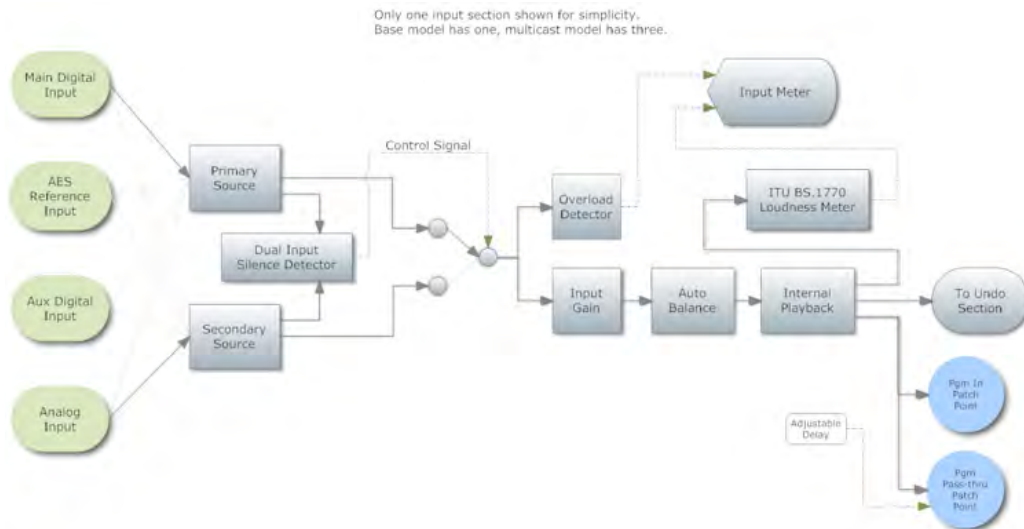 Only one input section shown for simplicity.
Base model has one, multicast model has three.
Main Digital
Input
AES
Reference
Input
Aux Digital
Input
Analog
Input
Primary
Source
Dual Input
Silence Detector
Secondary
Source
Control Signal
Overload
Detector
Input
Gain
Auto
Balance
Internal
Playback
Input Meter
ITU BS.1770
Loudness Meter
To Undo
Section
Pgm In
Patch
Point
Adjustable
Delay
Pgm
Pass-thru
Patch
Point